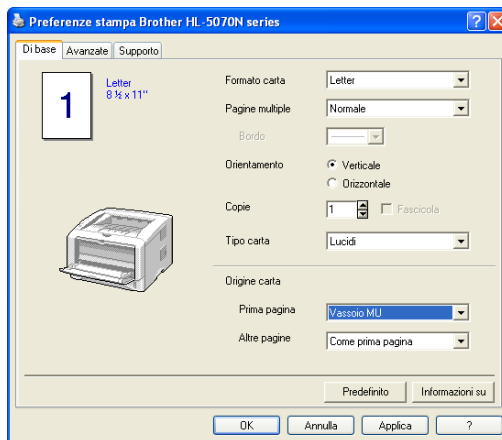 Preferenze stampa Brother HL-5070N series
Di base Avanzate Supporto
1
Letter
8 ½ x 11"
Formato carta Letter
Pagine multiple Normale
Bordo
Orientamento Verticale
Orizzontale
Copie 1 Fascicola
Tipo carta Lucidi
Origine carta
Prima pagina Vassoio MU
Altre pagine Come prima pagina
Predefinito Informazioni su
OK Annulla Applica ?